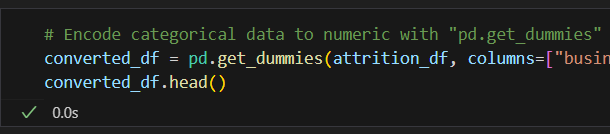 # Encode categorical data to numeric with "pd.get_dummies"
converted_df = pd.get_dummies(attrition_df, columns=["busin
converted_df.head()
0.0s